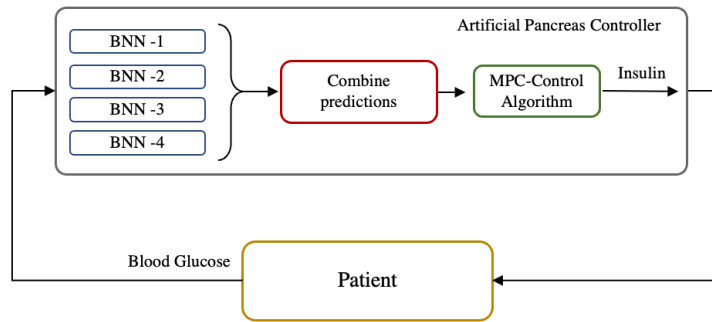 Artificial Pancreas Controller
BNN -1
BNN -2
BNN -3
BNN -4
Combine
predictions
MPC-Control
Algorithm
Insulin
Blood Glucose
Patient